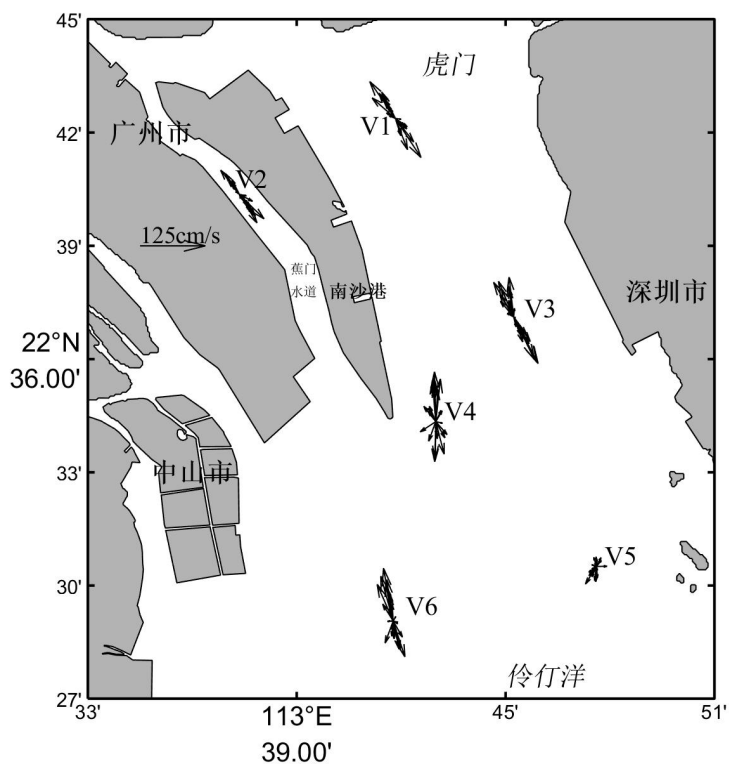 45'
虎门
42'
广州市
V1
V2
39'
125cm/s
蕉门
水道
南沙港
深圳市
V3
22°N
36.00'
V4
33'
中山市
V5
30'
V6
伶仃洋
27'
33'
113°E
39.00'
45'
51'